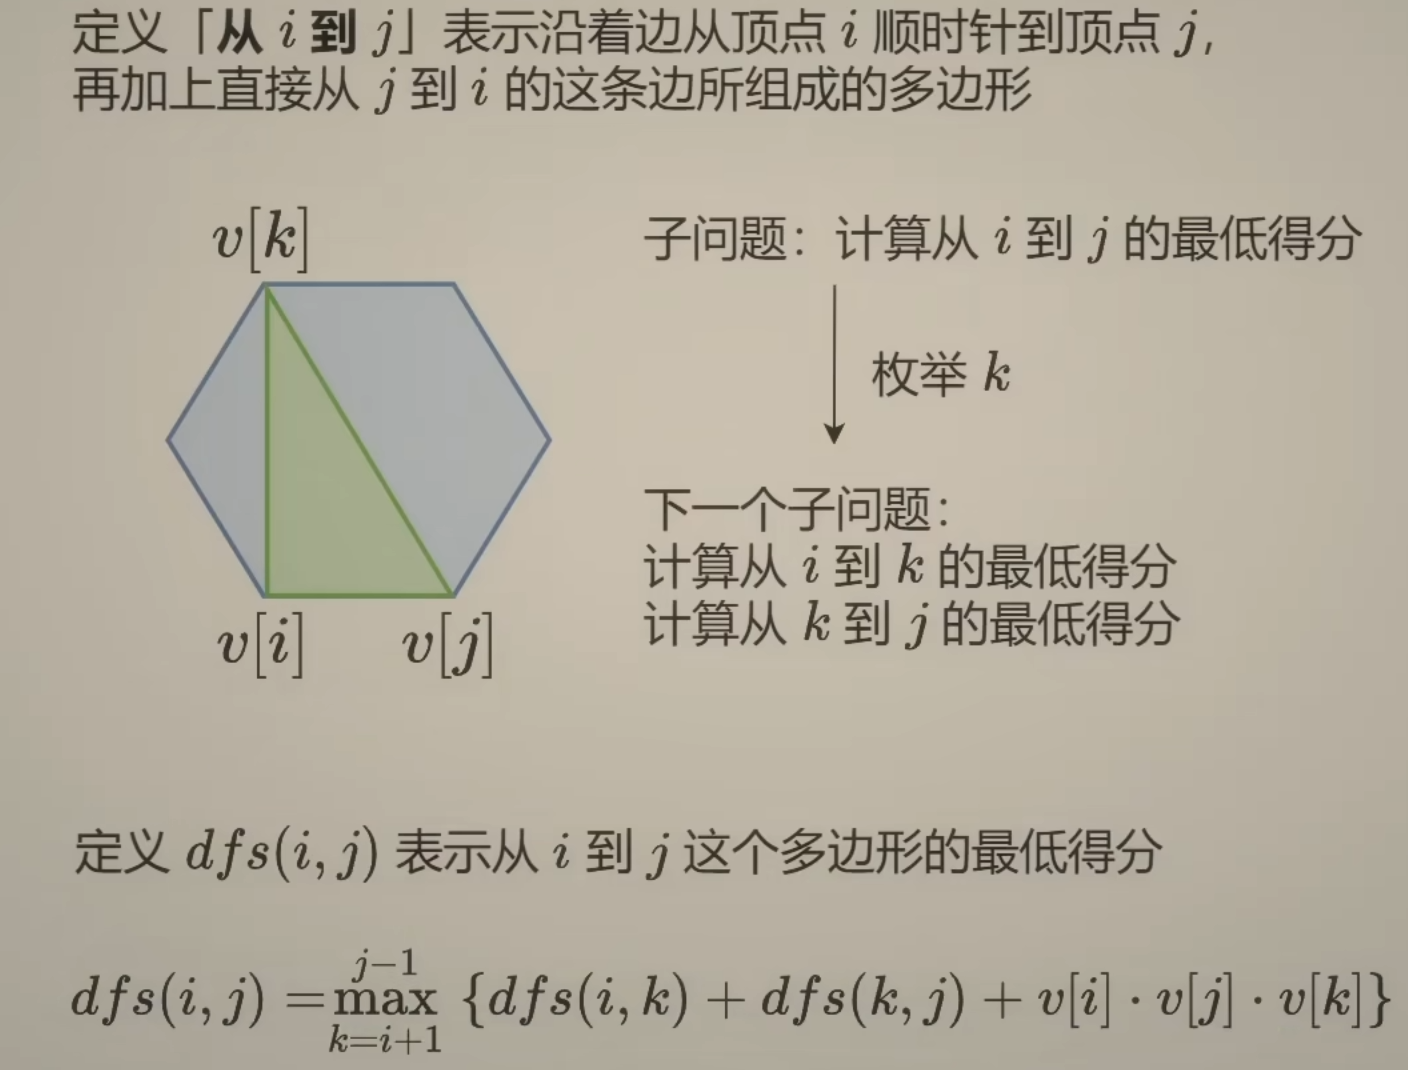 定义「从 i 到 j」表示沿着边从顶点 i 顺时针到顶点 j,
再加上直接从 j 到 i 的这条边所组成的多边形
v[k]
子问题：计算从 i 到 j 的最低得分
枚举 k
下一个子问题：
计算从 i 到 k 的最低得分
计算从 k 到 j 的最低得分
v[i] v[j]
定义 dfs(i, j) 表示从 i 到 j 这个多边形的最低得分
j−1
dfs(i, j) = max {dfs(i, k) + dfs(k, j) + v[i] · v[j] · v[k]}
k=i+1